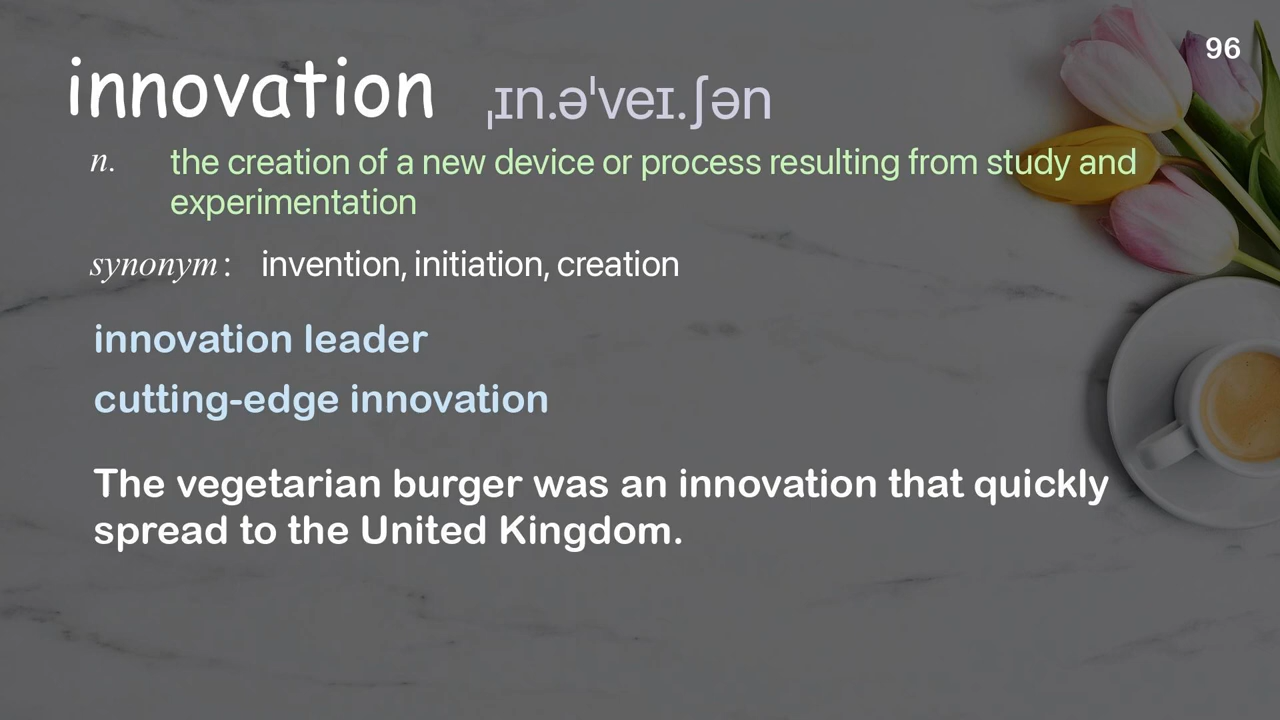 96
innovation ˌɪn.əˈveɪ.ʃən
n. the creation of a new device or process resulting from study and
experimentation
synonym: invention, initiation, creation
innovation leader
cutting-edge innovation
The vegetarian burger was an innovation that quickly
spread to the United Kingdom.